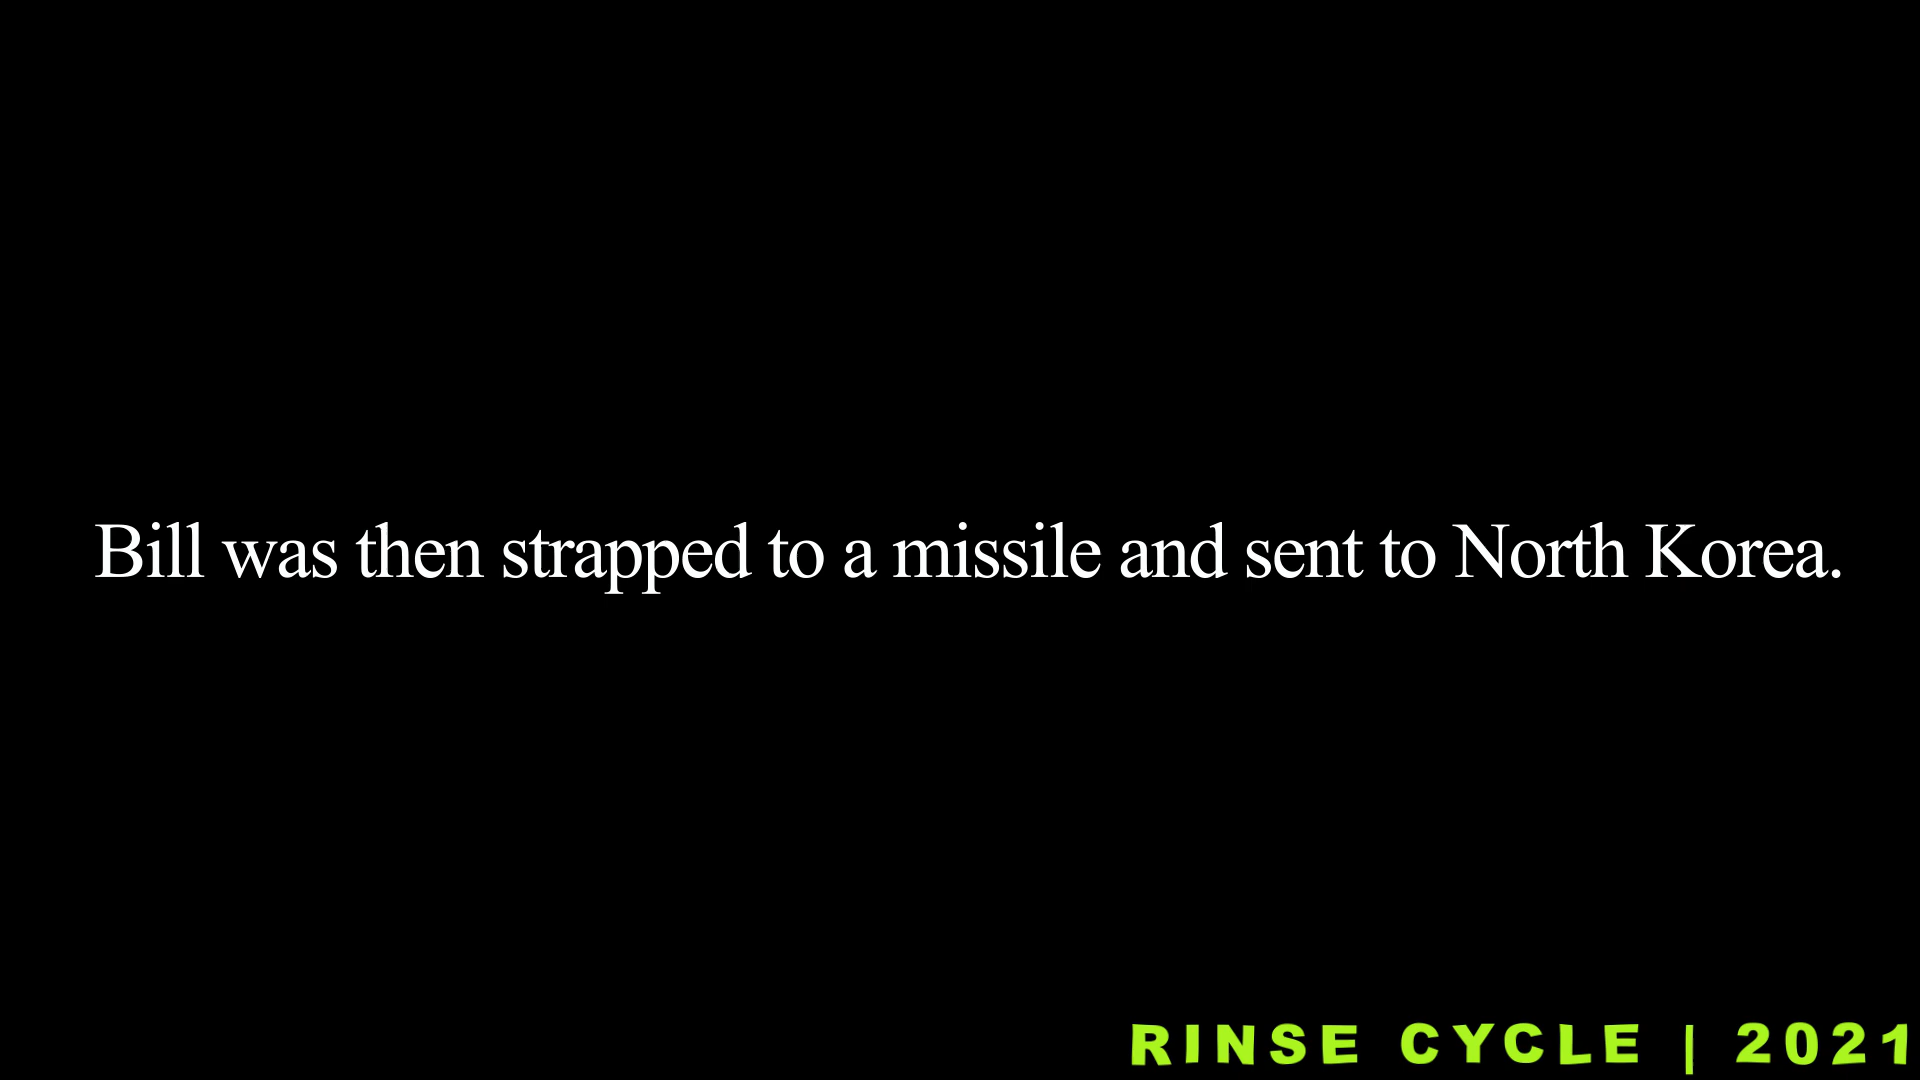 Bill was then strapped to a missile and sent to North Korea.
RINSE CYCLE | 2021